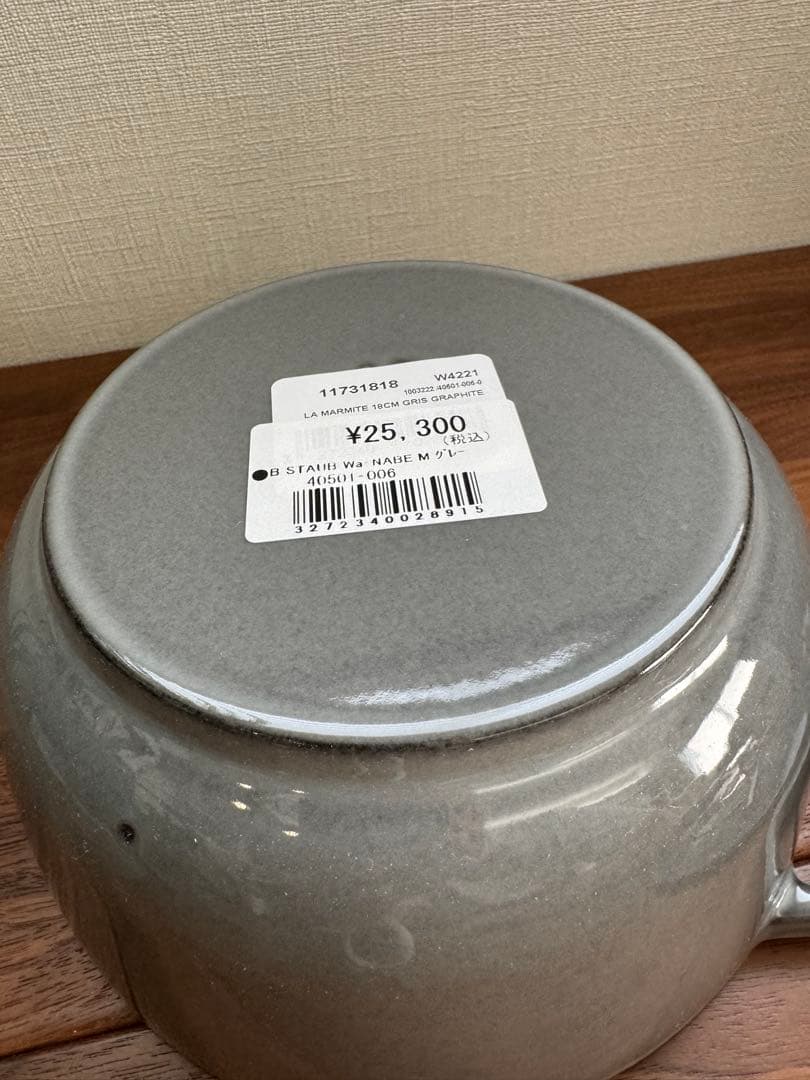 11731818 W4221
1003222 /40501-006-0
LA MARMITE 18CM GRIS GRAPHITE
¥25,300
(税込)
●B STAUB Wa-NABE M グレー
40501-006
3272340028915